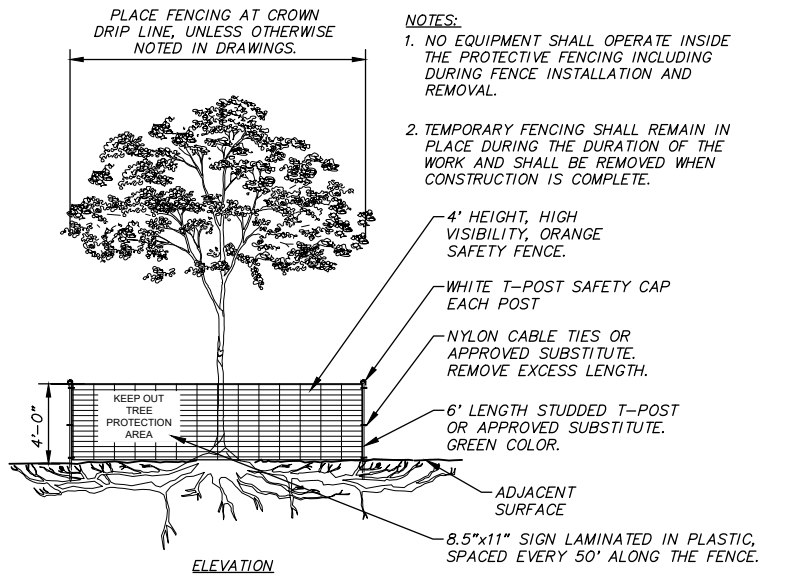 PLACE FENCING AT CROWN
DRIP LINE, UNLESS OTHERWISE
NOTED IN DRAWINGS.
NOTES:
1. NO EQUIPMENT SHALL OPERATE INSIDE
THE PROTECTIVE FENCING INCLUDING
DURING FENCE INSTALLATION AND
REMOVAL.
2. TEMPORARY FENCING SHALL REMAIN IN
PLACE DURING THE DURATION OF THE
WORK AND SHALL BE REMOVED WHEN
CONSTRUCTION IS COMPLETE.
4' HEIGHT, HIGH
VISIBILITY, ORANGE
SAFETY FENCE.
WHITE T-POST SAFETY CAP
EACH POST
NYLON CABLE TIES OR
APPROVED SUBSTITUTE.
REMOVE EXCESS LENGTH.
6' LENGTH STUDDED T-POST
OR APPROVED SUBSTITUTE.
GREEN COLOR.
4'-0"
KEEP OUT
TREE
PROTECTION
AREA
ADJACENT
SURFACE
8.5"x11" SIGN LAMINATED IN PLASTIC,
SPACED EVERY 50' ALONG THE FENCE.
ELEVATION